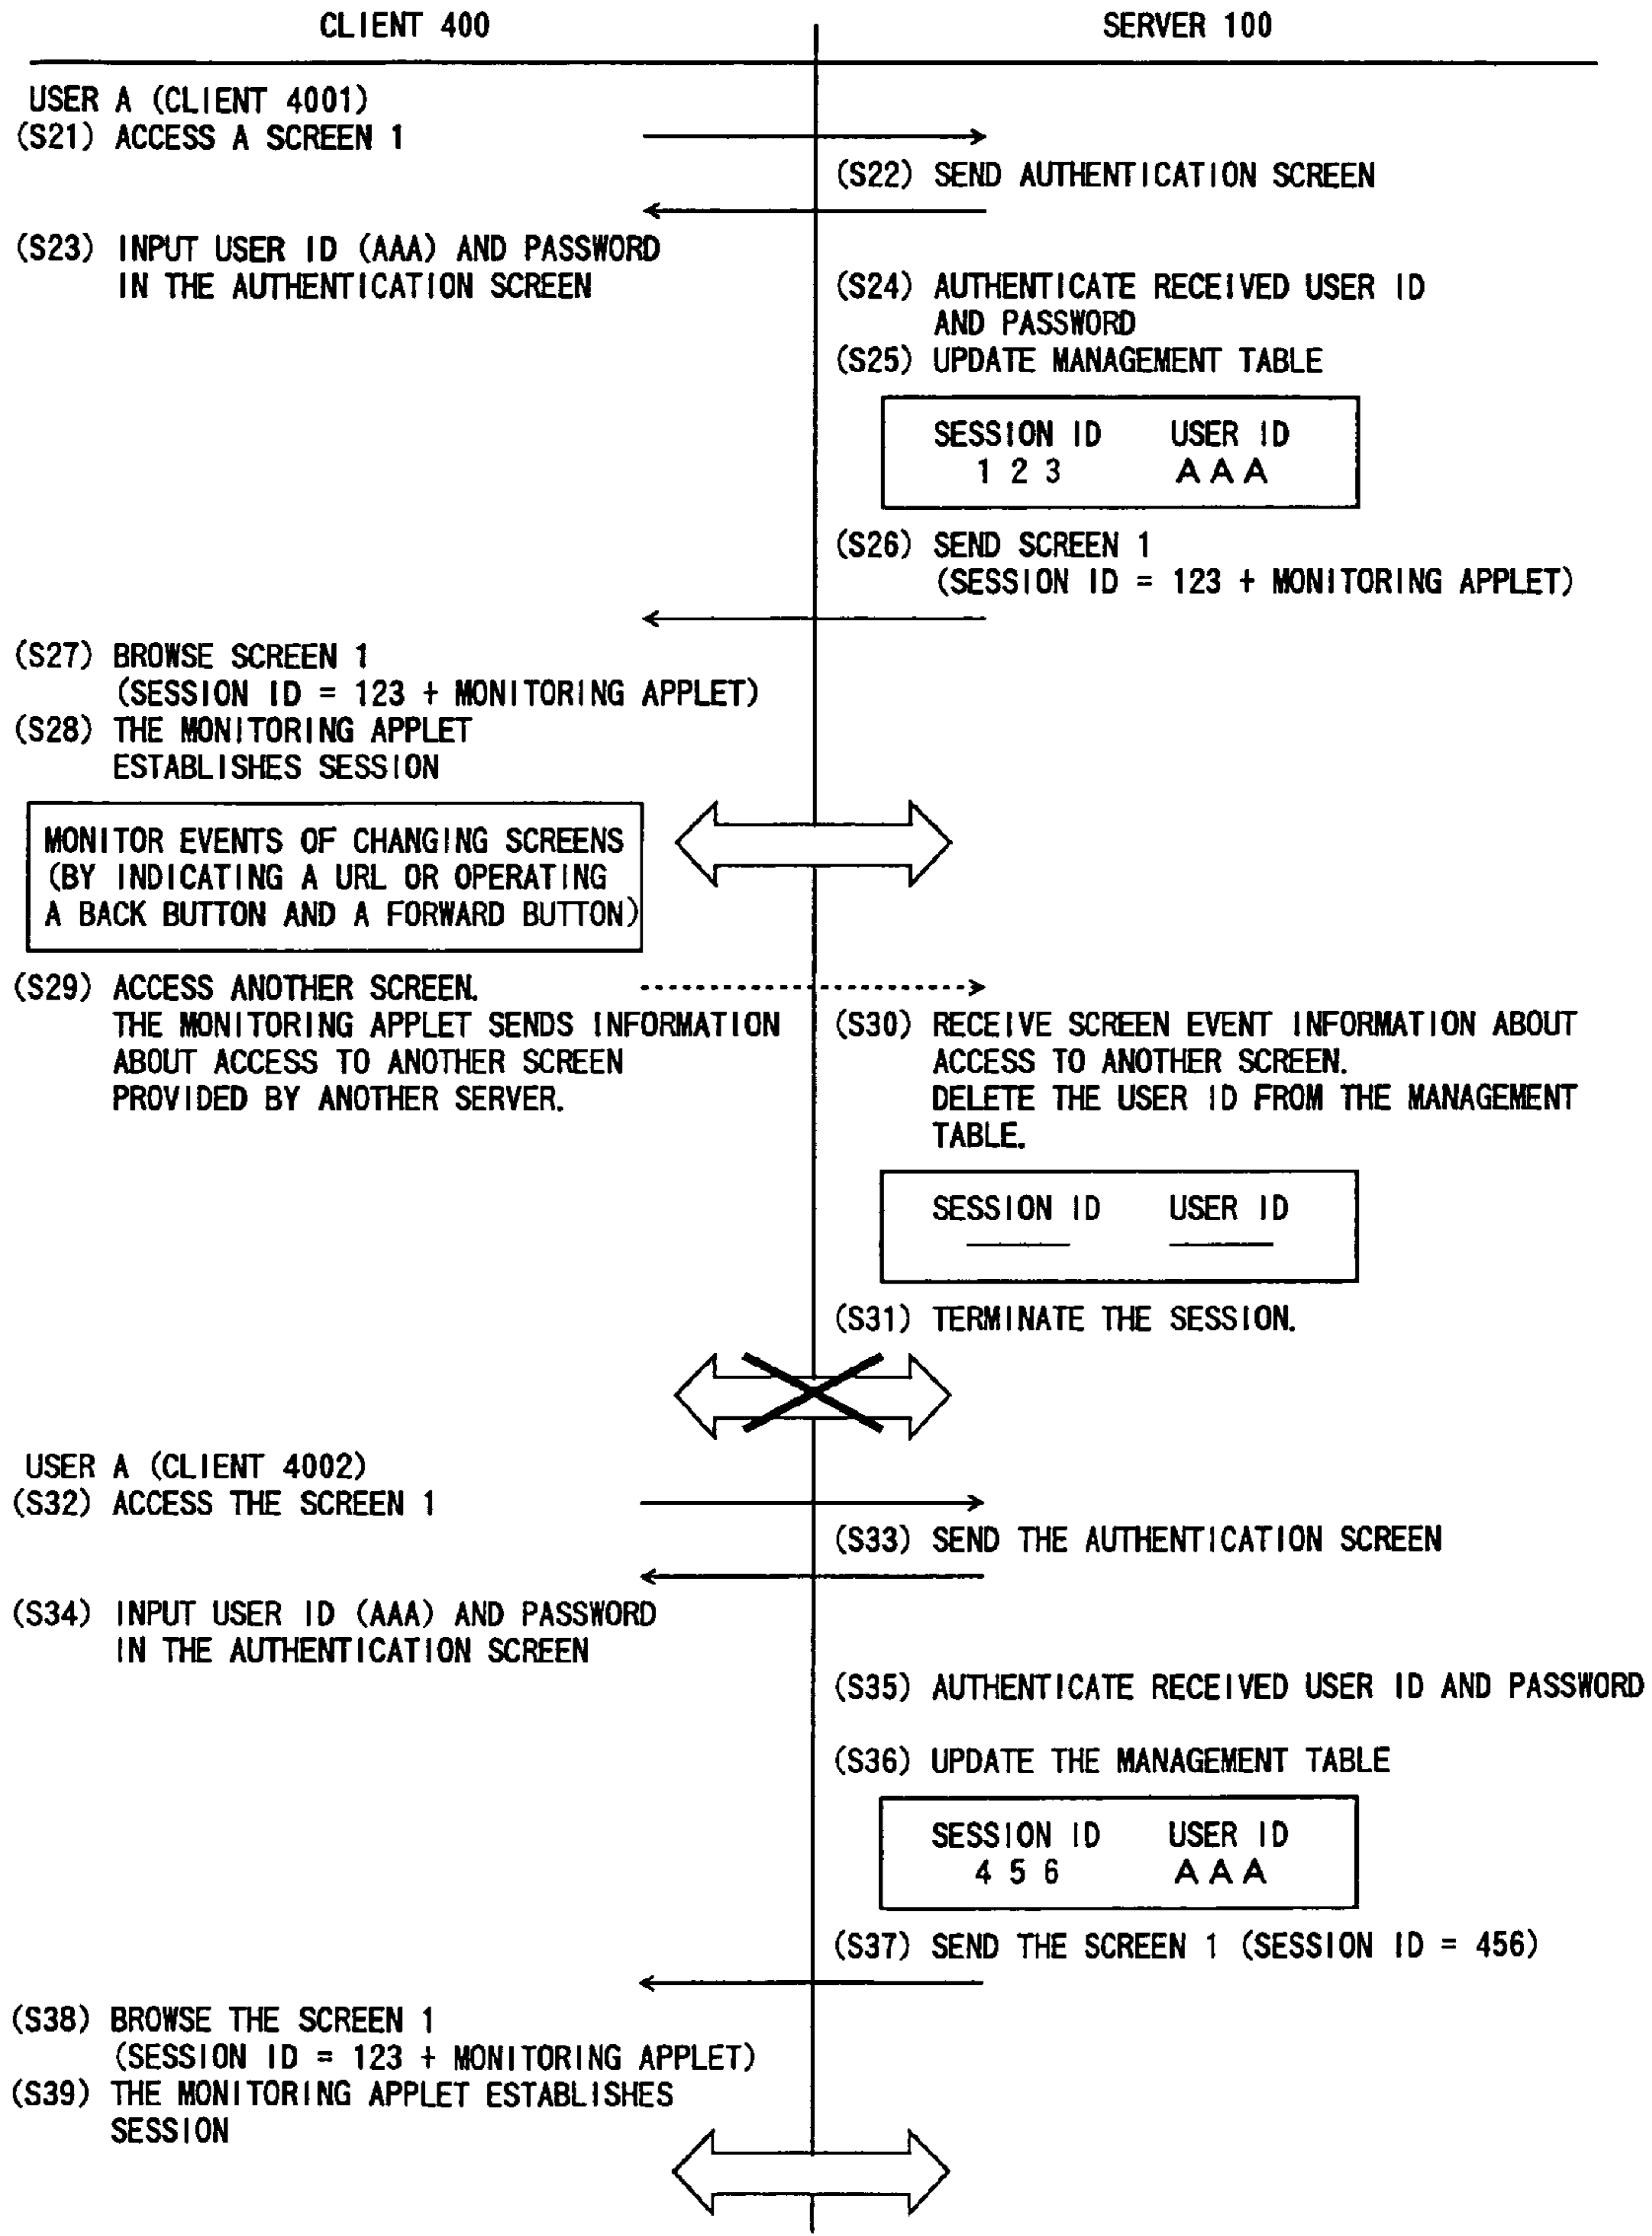 CLIENT 400
SERVER 100
USER A (CLIENT 4001)
(S21) ACCESS A SCREEN 1
(S22) SEND AUTHENTICATION SCREEN
(S23) INPUT USER ID (AAA) AND PASSWORD
IN THE AUTHENTICATION SCREEN
(S24) AUTHENTICATE RECEIVED USER ID
AND PASSWORD
(S25) UPDATE MANAGEMENT TABLE
SESSION ID USER ID
1 2 3 A A A
(S26) SEND SCREEN 1
(SESSION ID = 123 + MONITORING APPLET)
(S27) BROWSE SCREEN 1
(SESSION ID = 123 + MONITORING APPLET)
(S28) THE MONITORING APPLET
ESTABLISHES SESSION
MONITOR EVENTS OF CHANGING SCREENS
(BY INDICATING A URL OR OPERATING
A BACK BUTTON AND A FORWARD BUTTON)
(S29) ACCESS ANOTHER SCREEN.
THE MONITORING APPLET SENDS INFORMATION
ABOUT ACCESS TO ANOTHER SCREEN
PROVIDED BY ANOTHER SERVER.
(S30) RECEIVE SCREEN EVENT INFORMATION ABOUT
ACCESS TO ANOTHER SCREEN.
DELETE THE USER ID FROM THE MANAGEMENT
TABLE.
SESSION ID USER ID
(S31) TERMINATE THE SESSION.
USER A (CLIENT 4002)
(S32) ACCESS THE SCREEN 1
(S33) SEND THE AUTHENTICATION SCREEN
(S34) INPUT USER ID (AAA) AND PASSWORD
IN THE AUTHENTICATION SCREEN
(S35) AUTHENTICATE RECEIVED USER ID AND PASSWORD
(S36) UPDATE THE MANAGEMENT TABLE
SESSION ID USER ID
4 5 6 A A A
(S37) SEND THE SCREEN 1 (SESSION ID = 456)
(S38) BROWSE THE SCREEN 1
(SESSION ID = 123 + MONITORING APPLET)
(S39) THE MONITORING APPLET ESTABLISHES
SESSION